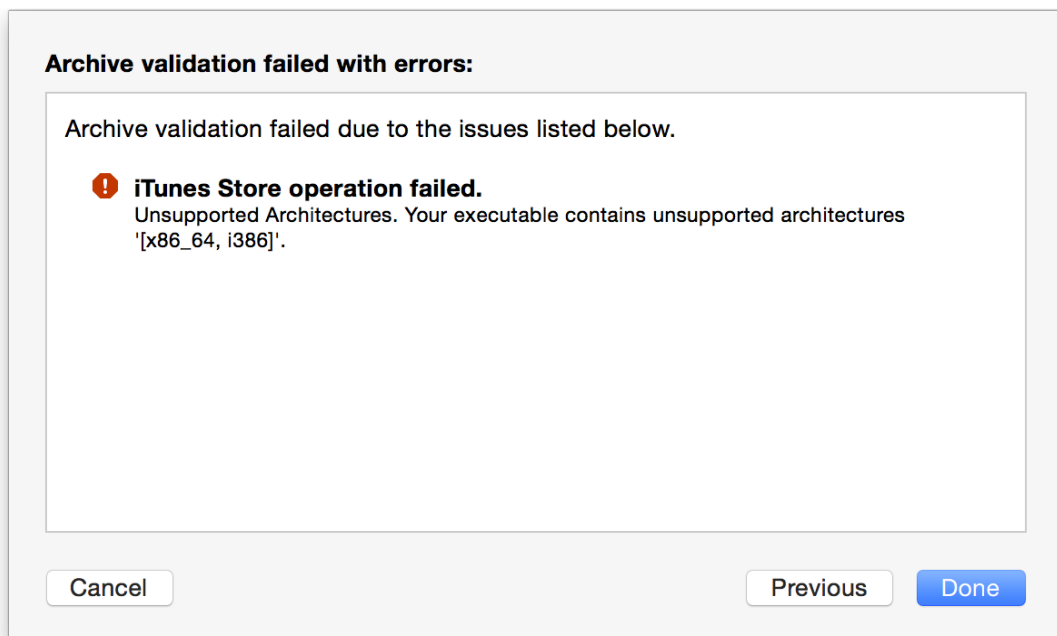 Archive validation failed with errors:
Archive validation failed due to the issues listed below.
iTunes Store operation failed.
Unsupported Architectures. Your executable contains unsupported architectures
'[x86_64, i386]'.
Cancel
Previous
Done